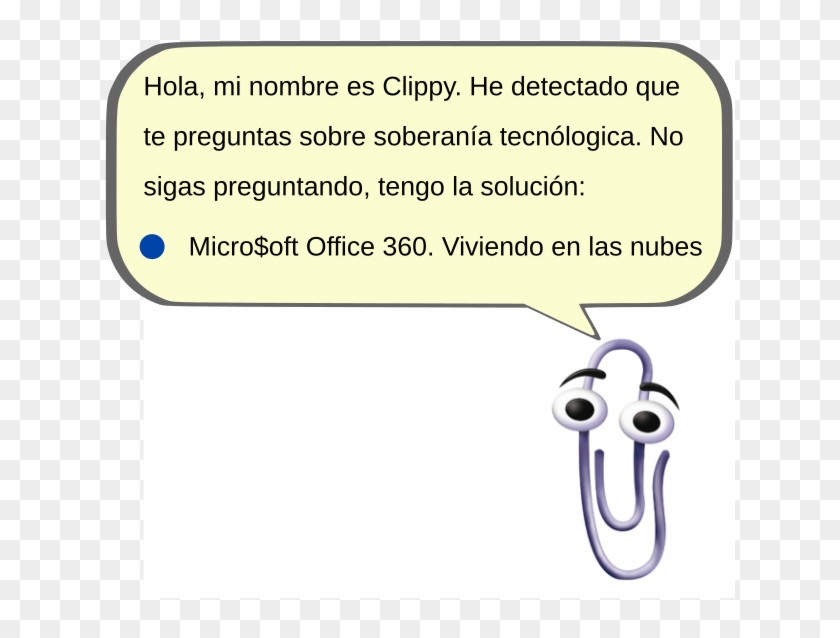 Hola, mi nombre es Clippy. He detectado que
te preguntas sobre soberanía tecnólogica. No
sigas preguntando, tengo la solución:
Micro$oft Office 360. Viviendo en las nubes